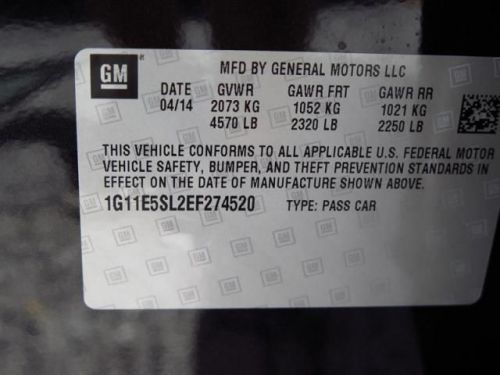 GM
MFD BY GENERAL MOTORS LLC
DATE GVWR GAWR FRT GAWR RR
04/14 2073 KG 1052 KG 1021 KG
4570 LB 2320 LB 2250 LB
THIS VEHICLE CONFORMS TO ALL APPLICABLE U.S. FEDERAL MOTOR
VEHICLE SAFETY, BUMPER, AND THEFT PREVENTION STANDARDS IN
EFFECT ON THE DATE OF MANUFACTURE SHOWN ABOVE.
1G11E5SL2EF274520 TYPE: PASS CAR